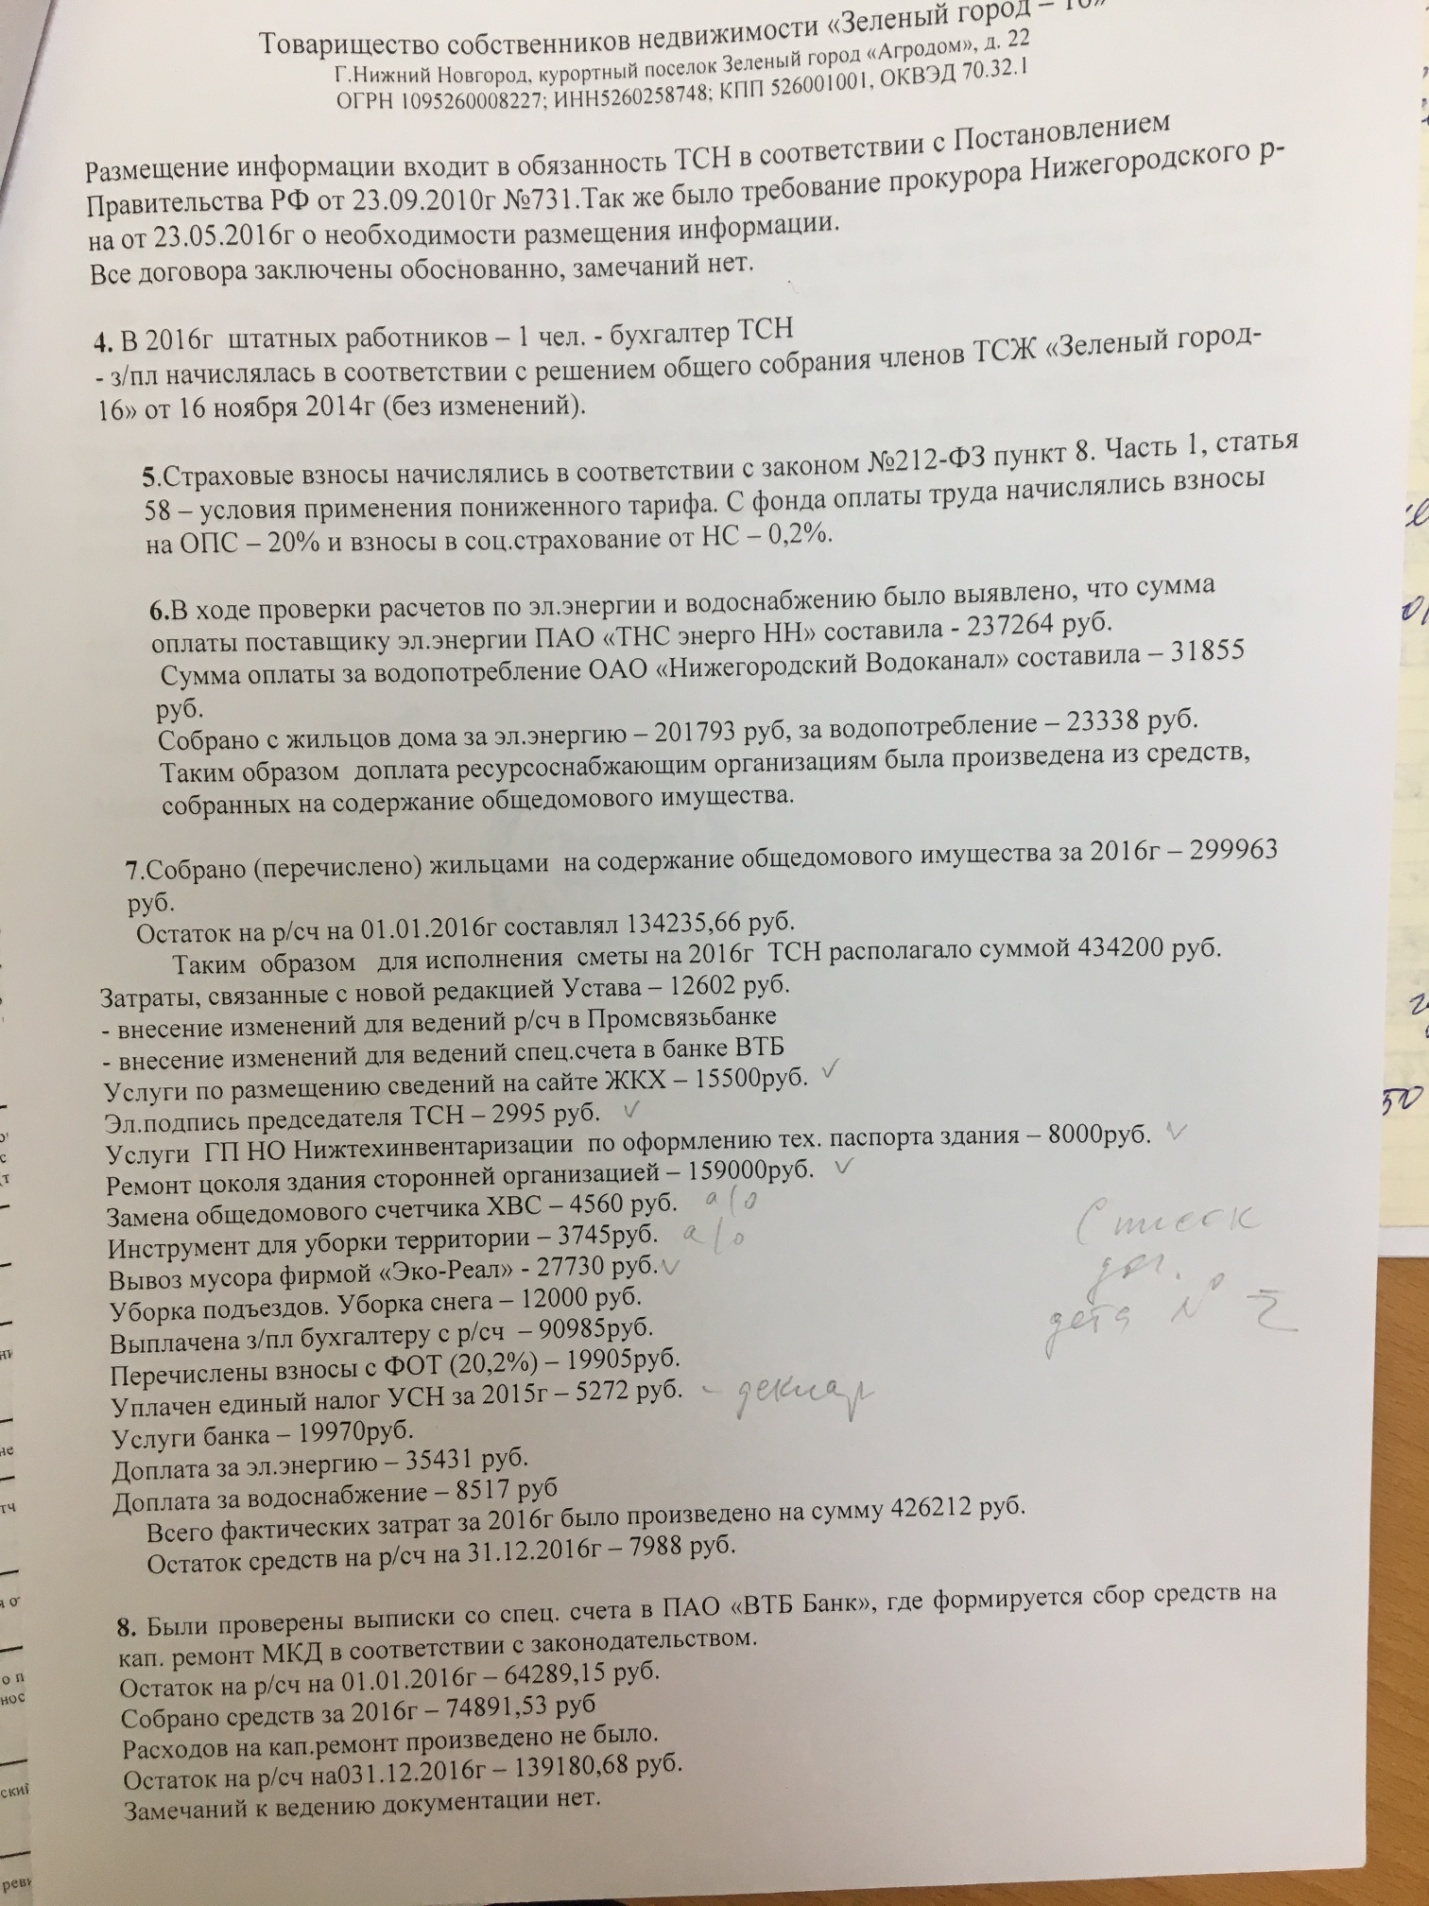 Товарищество собственников недвижимости «Зеленый город – 16»
Г.Нижний Новгород, курортный поселок Зеленый город «Агродом», д. 22
ОГРН 1095260008227; ИНН5260258748; КПП 526001001, ОКВЭД 70.32.1
Размещение информации входит в обязанность ТСН в соответствии с Постановлением
Правительства РФ от 23.09.2010г №731.Так же было требование прокурора Нижегородского р-
на от 23.05.2016г о необходимости размещения информации.
Все договора заключены обоснованно, замечаний нет.
4. В 2016г штатных работников – 1 чел. - бухгалтер ТСН
- з/пл начислялась в соответствии с решением общего собрания членов ТСЖ «Зеленый город-
16» от 16 ноября 2014г (без изменений).
5.Страховые взносы начислялись в соответствии с законом №212-ФЗ пункт 8. Часть 1, статья
58 – условия применения пониженного тарифа. С фонда оплаты труда начислялись взносы
на ОПС – 20% и взносы в соц.страхование от НС – 0,2%.
6.В ходе проверки расчетов по эл.энергии и водоснабжению было выявлено, что сумма
оплаты поставщику эл.энергии ПАО «ТНС энерго НН» составила - 237264 руб.
Сумма оплаты за водопотребление ОАО «Нижегородский Водоканал» составила – 31855
руб.
Собрано с жильцов дома за эл.энергию – 201793 руб, за водопотребление – 23338 руб.
Таким образом доплата ресурсоснабжающим организациям была произведена из средств,
собранных на содержание общедомового имущества.
7.Собрано (перечислено) жильцами на содержание общедомового имущества за 2016г – 299963
руб.
Остаток на р/сч на 01.01.2016г составлял 134235,66 руб.
Таким образом для исполнения сметы на 2016г ТСН располагало суммой 434200 руб.
Затраты, связанные с новой редакцией Устава – 12602 руб.
- внесение изменений для ведений р/сч в Промсвязьбанке
- внесение изменений для ведений спец.счета в банке ВТБ
Услуги по размещению сведений на сайте ЖКХ – 15500руб. ✓
Эл.подпись председателя ТСН – 2995 руб. ✓
Услуги ГП НО Нижтехинвентаризации по оформлению тех. паспорта здания – 8000руб. ✓
Ремонт цоколя здания сторонней организацией – 159000руб. ✓
Замена общедомового счетчика ХВС – 4560 руб. а/о
Инструмент для уборки территории – 3745руб. а/о
Вывоз мусора фирмой «Эко-Реал» - 27730 руб. ✓
Уборка подъездов. Уборка снега – 12000 руб.
Выплачена з/пл бухгалтеру с р/сч – 90985руб.
Перечислены взносы с ФОТ (20,2%) – 19905руб.
Уплачен единый налог УСН за 2015г – 5272 руб. - деклар
Услуги банка – 19970руб.
Доплата за эл.энергию – 35431 руб.
Доплата за водоснабжение – 8517 руб
Всего фактических затрат за 2016г было произведено на сумму 426212 руб.
Остаток средств на р/сч на 31.12.2016г – 7988 руб.
8. Были проверены выписки со спец. счета в ПАО «ВТБ Банк», где формируется сбор средств на
кап. ремонт МКД в соответствии с законодательством.
Остаток на р/сч на 01.01.2016г – 64289,15 руб.
Собрано средств за 2016г – 74891,53 руб
Расходов на кап.ремонт произведено не было.
Остаток на р/сч на031.12.2016г – 139180,68 руб.
Замечаний к ведению документации нет.